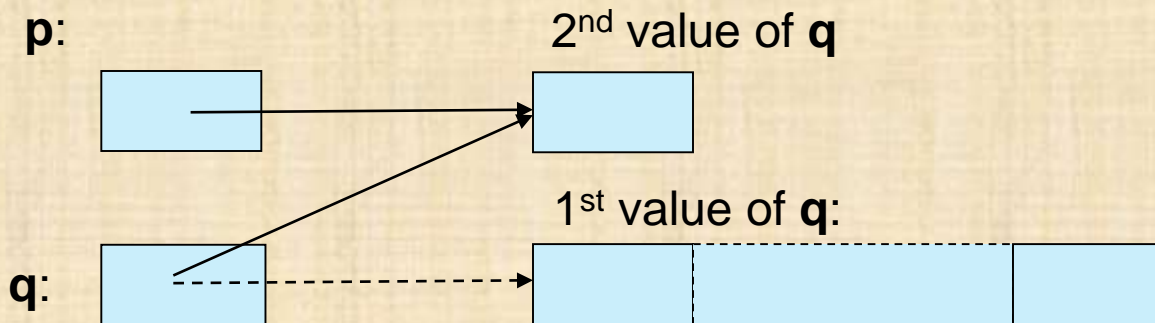 p:
2nd value of q
1st value of q:
q: